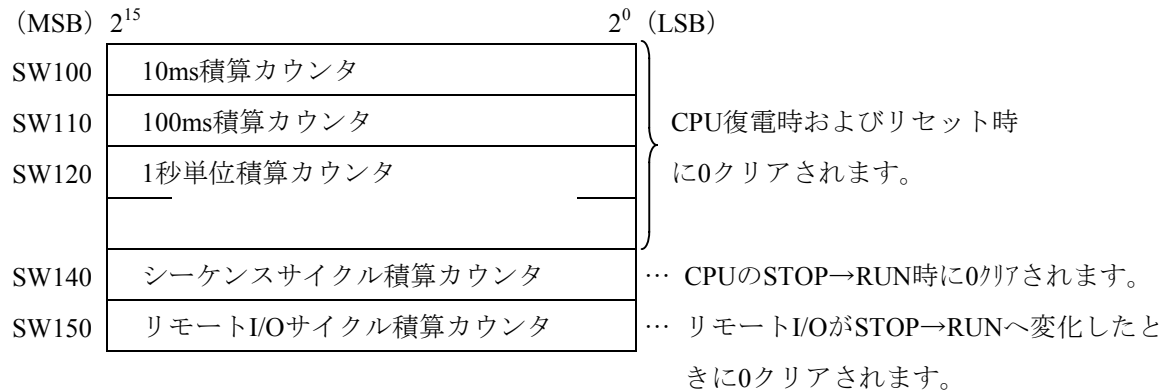 (MSB) 2^15 2^0 (LSB)
SW100 10ms積算カウンタ
SW110 100ms積算カウンタ CPU復電時およびリセット時
SW120 1秒単位積算カウンタ に0クリアされます。
SW140 シーケンスサイクル積算カウンタ … CPUのSTOP→RUN時に0クリアされます。
SW150 リモートI/Oサイクル積算カウンタ … リモートI/OがSTOP→RUNへ変化したと
きに0クリアされます。